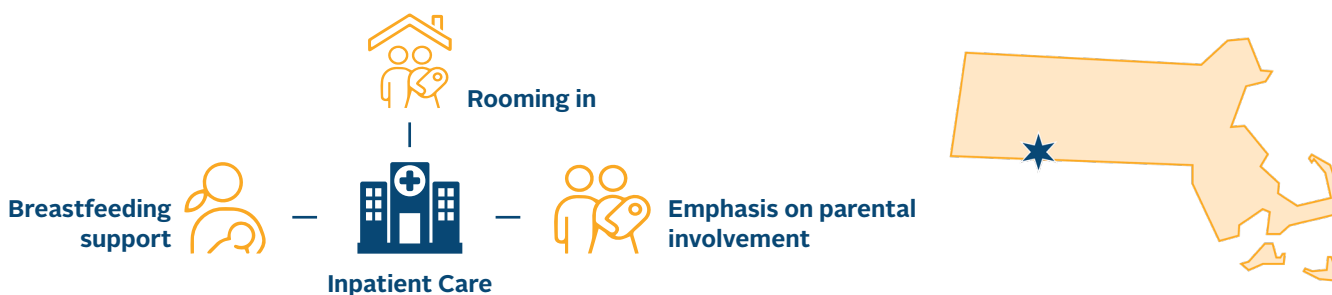 Rooming in
Breastfeeding
support
Emphasis on parental
involvement
Inpatient Care